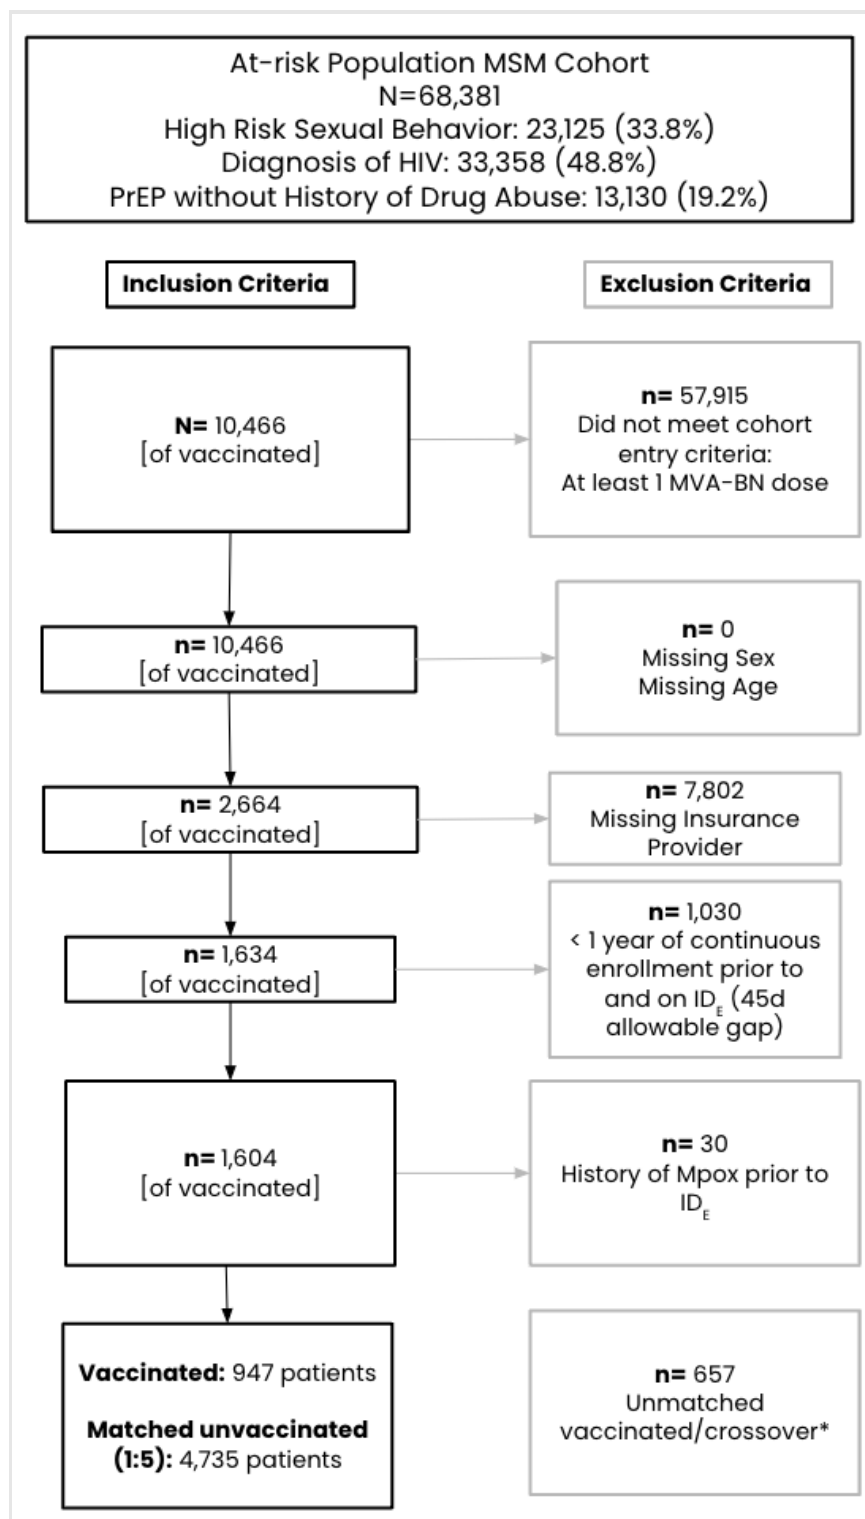 At-risk Population MSM Cohort
N=68,381
High Risk Sexual Behavior: 23,125 (33.8%)
Diagnosis of HIV: 33,358 (48.8%)
PrEP without History of Drug Abuse: 13,130 (19.2%)
Inclusion Criteria
Exclusion Criteria
N= 10,466
[of vaccinated]
n= 57,915
Did not meet cohort
entry criteria:
At least 1 MVA-BN dose
n= 10,466
[of vaccinated]
n= 0
Missing Sex
Missing Age
n= 2,664
[of vaccinated]
n= 7,802
Missing Insurance
Provider
n= 1,634
[of vaccinated]
n= 1,030
< 1 year of continuous
enrollment prior to
and on IDE (45d
allowable gap)
n= 1,604
[of vaccinated]
n= 30
History of Mpox prior to
IDE
Vaccinated: 947 patients
Matched unvaccinated
(1:5): 4,735 patients
n= 657
Unmatched
vaccinated/crossover*